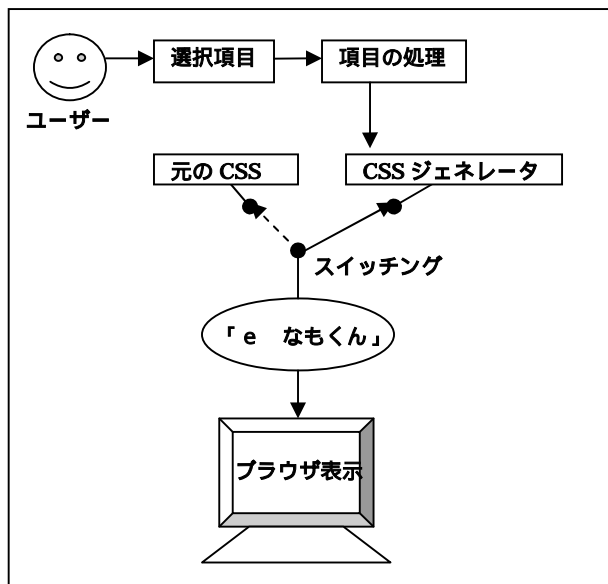 選択項目
項目の処理
ユーザー
元の CSS
CSS ジェネレータ
スイッチング
「e　なもくん」
ブラウザ表示